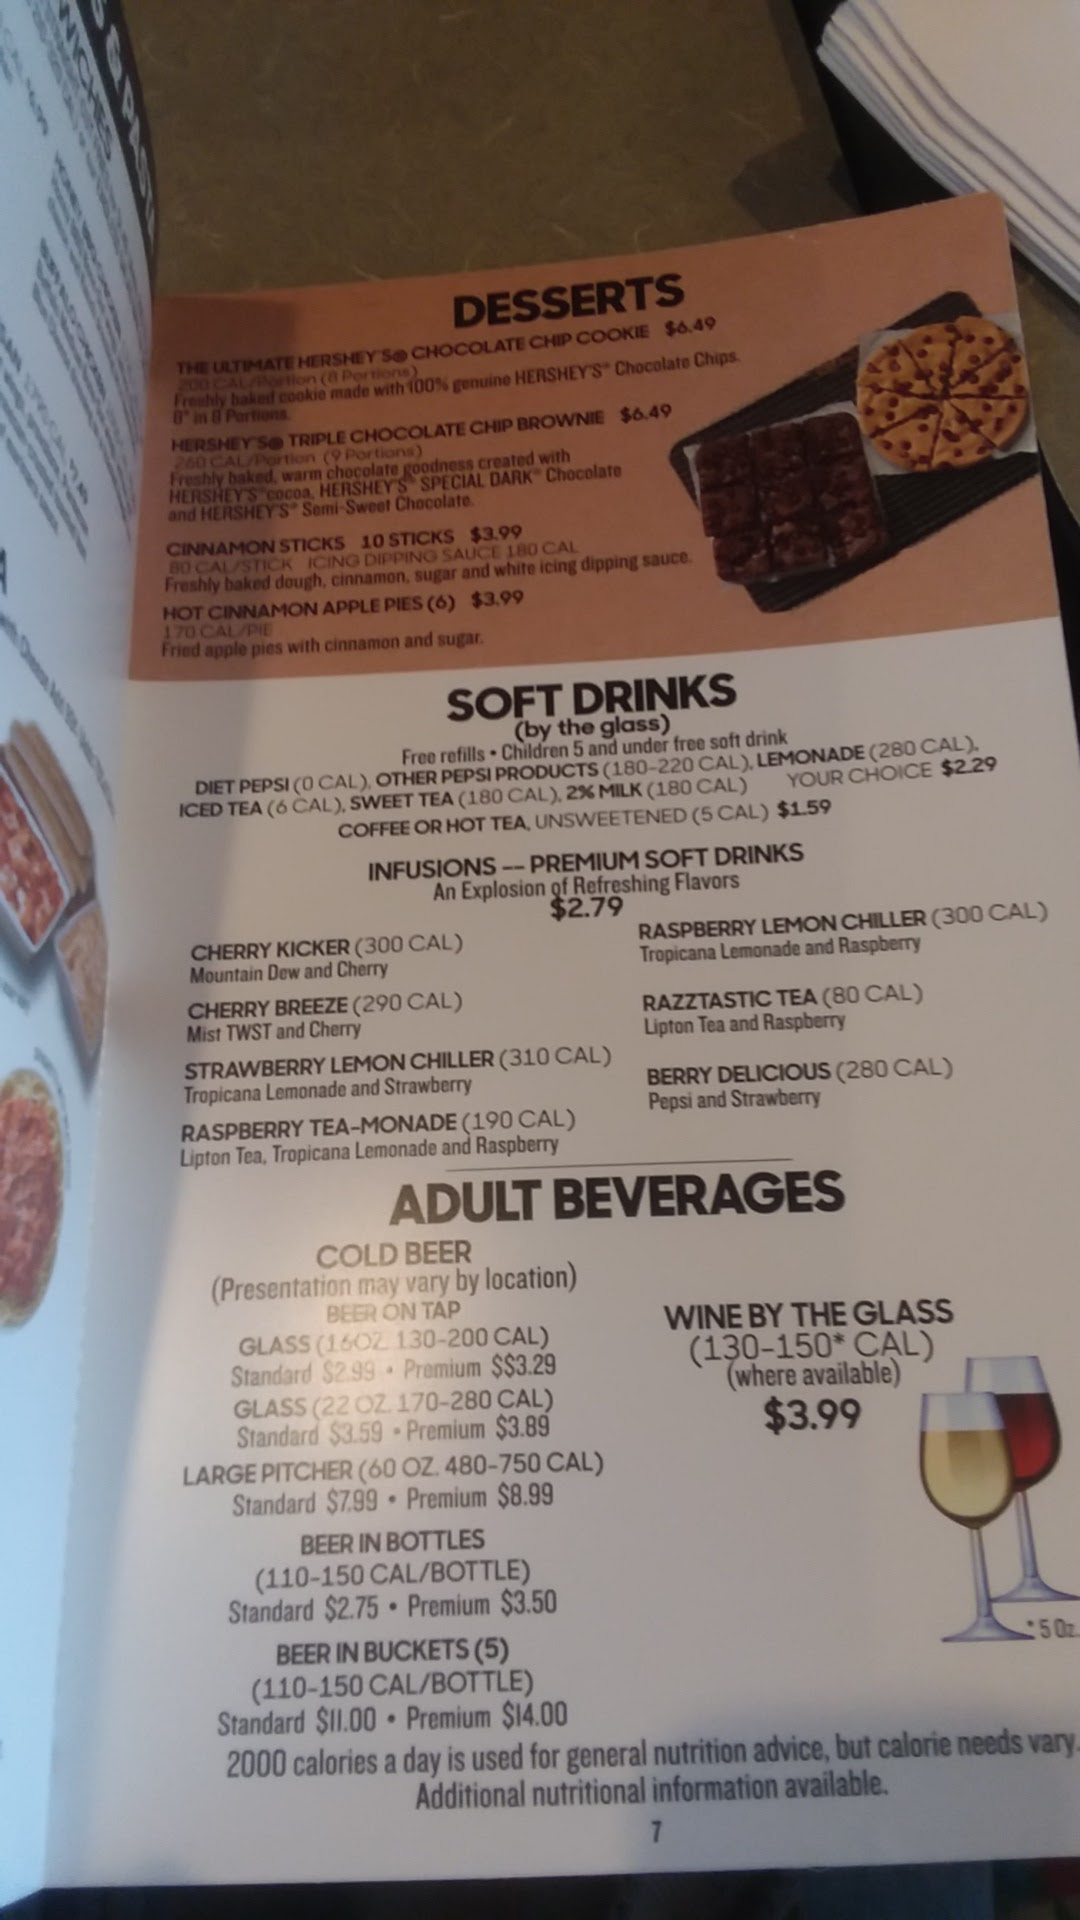 DESSERTS
THE ULTIMATE HERSHEY'S® CHOCOLATE CHIP COOKIE $6.49
200 CAL/Portion (8 Portions)
Freshly baked cookie made with 100% genuine HERSHEY'S® Chocolate Chips.
8" in 8 Portions.
HERSHEY'S® TRIPLE CHOCOLATE CHIP BROWNIE $6.49
260 CAL/Portion (9 Portions)
Freshly baked, warm chocolate goodness created with
HERSHEY'S® cocoa, HERSHEY'S® SPECIAL DARK® Chocolate
and HERSHEY'S® Semi-Sweet Chocolate.
CINNAMON STICKS 10 STICKS $3.99
80 CAL/STICK ICING DIPPING SAUCE 180 CAL
Freshly baked dough, cinnamon, sugar and white icing dipping sauce.
HOT CINNAMON APPLE PIES (6) $3.99
170 CAL/PIE
Fried apple pies with cinnamon and sugar.
SOFT DRINKS
(by the glass)
Free refills • Children 5 and under free soft drink
DIET PEPSI (0 CAL), OTHER PEPSI PRODUCTS (180-220 CAL), LEMONADE (280 CAL),
ICED TEA (6 CAL), SWEET TEA (180 CAL), 2% MILK (180 CAL) YOUR CHOICE $2.29
COFFEE OR HOT TEA, UNSWEETENED (5 CAL) $1.59
INFUSIONS -- PREMIUM SOFT DRINKS
An Explosion of Refreshing Flavors
$2.79
CHERRY KICKER (300 CAL)
Mountain Dew and Cherry
CHERRY BREEZE (290 CAL)
Mist TWST and Cherry
STRAWBERRY LEMON CHILLER (310 CAL)
Tropicana Lemonade and Strawberry
RASPBERRY TEA-MONADE (190 CAL)
Lipton Tea, Tropicana Lemonade and Raspberry
RASPBERRY LEMON CHILLER (300 CAL)
Tropicana Lemonade and Raspberry
RAZZTASTIC TEA (80 CAL)
Lipton Tea and Raspberry
BERRY DELICIOUS (280 CAL)
Pepsi and Strawberry
ADULT BEVERAGES
COLD BEER
(Presentation may vary by location)
BEER ON TAP
GLASS (16OZ. 130-200 CAL)
Standard $2.99 • Premium $$3.29
GLASS (22 OZ. 170-280 CAL)
Standard $3.59 • Premium $3.89
LARGE PITCHER (60 OZ. 480-750 CAL)
Standard $7.99 • Premium $8.99
BEER IN BOTTLES
(110-150 CAL/BOTTLE)
Standard $2.75 • Premium $3.50
BEER IN BUCKETS (5)
(110-150 CAL/BOTTLE)
Standard $11.00 • Premium $14.00
WINE BY THE GLASS
(130-150* CAL)
(where available)
$3.99
*5 Oz.
2000 calories a day is used for general nutrition advice, but calorie needs vary.
Additional nutritional information available.
7